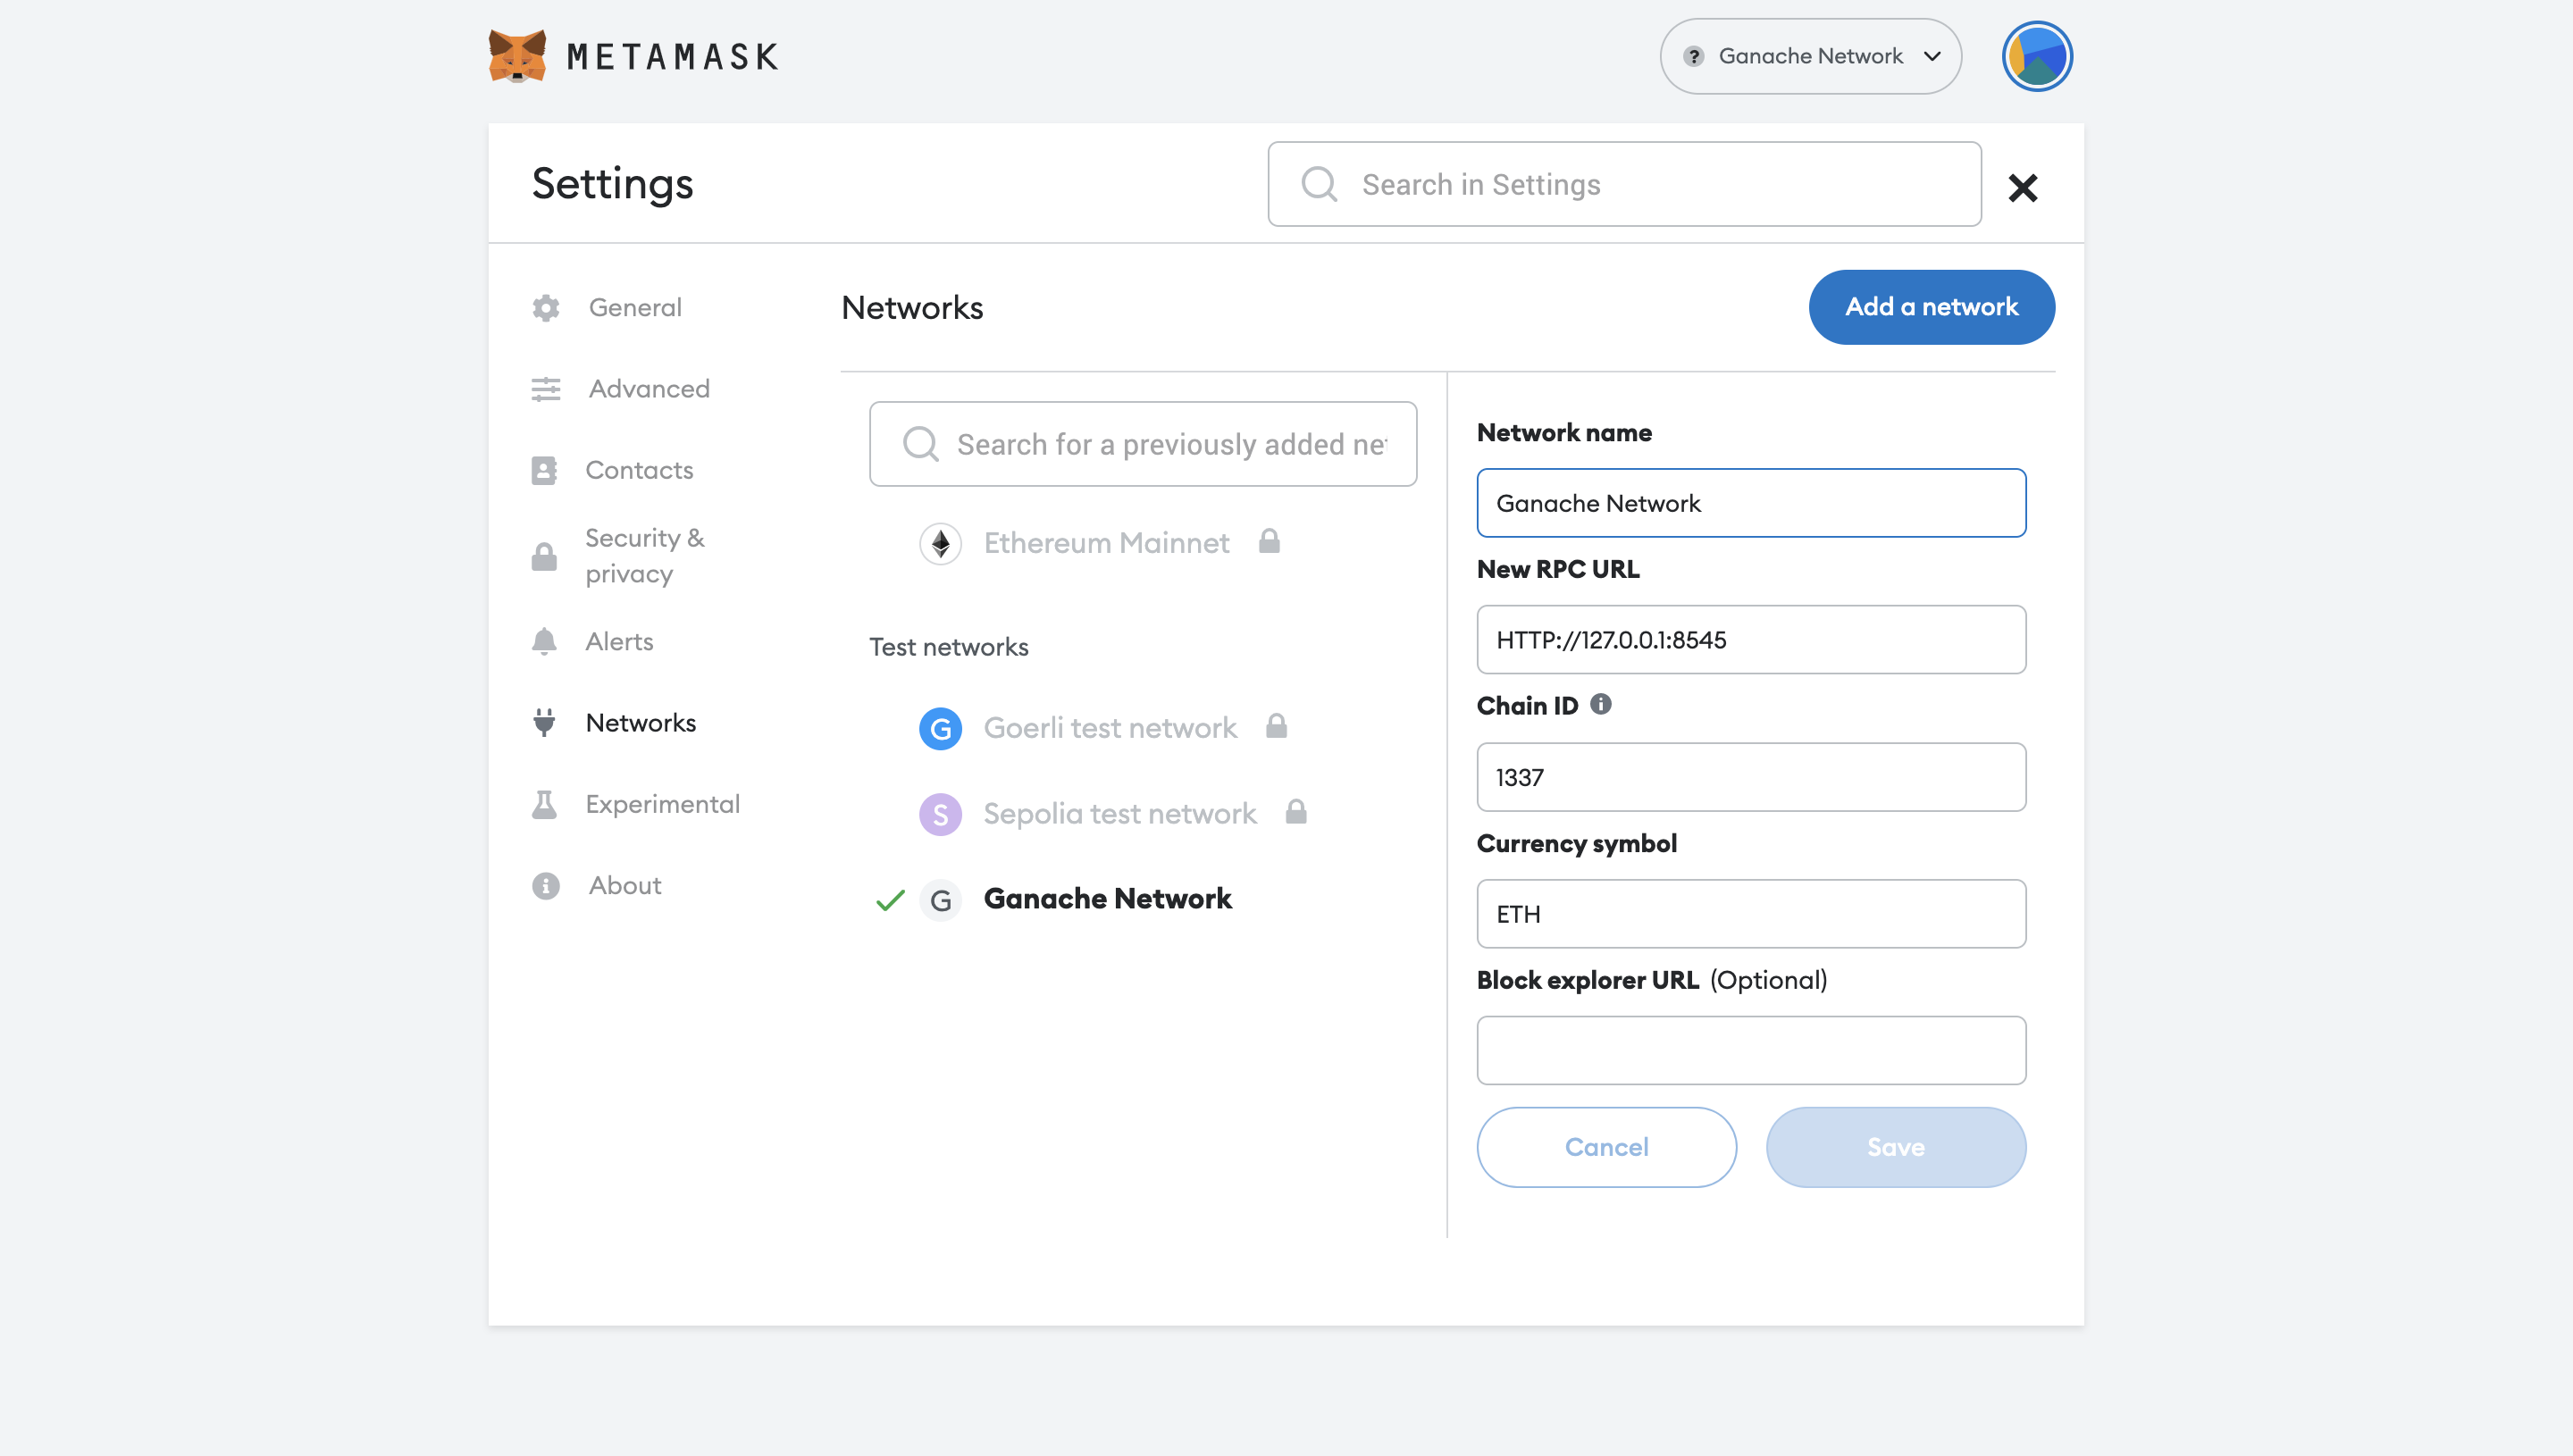 METAMASK
? Ganache Network
Settings
Search in Settings
General
Advanced
Contacts
Security &
privacy
Alerts
Networks
Experimental
About
Networks
Add a network
Search for a previously added ne
Ethereum Mainnet
Test networks
G Goerli test network
S Sepolia test network
G Ganache Network
Network name
Ganache Network
New RPC URL
HTTP://127.0.0.1:8545
Chain ID i
1337
Currency symbol
ETH
Block explorer URL (Optional)
Cancel
Save